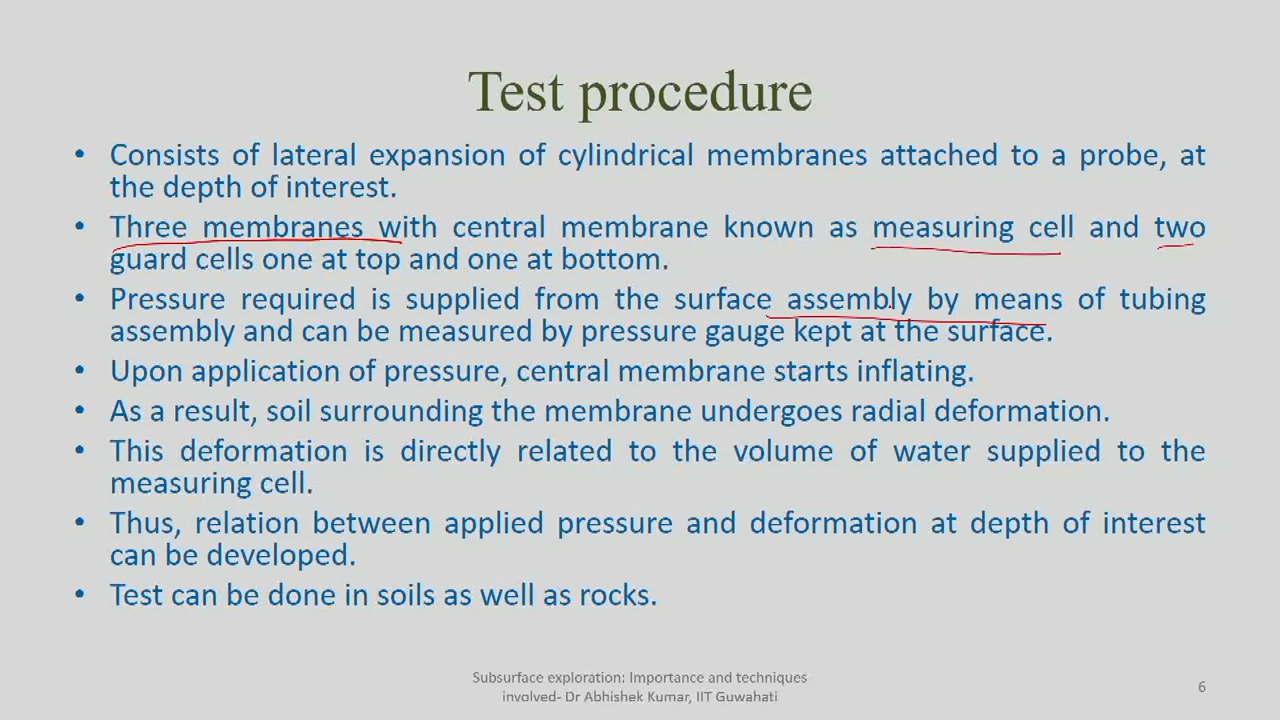 Test procedure
• Consists of lateral expansion of cylindrical membranes attached to a probe, at
the depth of interest.
• Three membranes with central membrane known as measuring cell and two
guard cells one at top and one at bottom.
• Pressure required is supplied from the surface assembly by means of tubing
assembly and can be measured by pressure gauge kept at the surface.
• Upon application of pressure, central membrane starts inflating.
• As a result, soil surrounding the membrane undergoes radial deformation.
• This deformation is directly related to the volume of water supplied to the
measuring cell.
• Thus, relation between applied pressure and deformation at depth of interest
can be developed.
• Test can be done in soils as well as rocks.
Subsurface exploration: Importance and techniques
involved- Dr Abhishek Kumar, IIT Guwahati
6